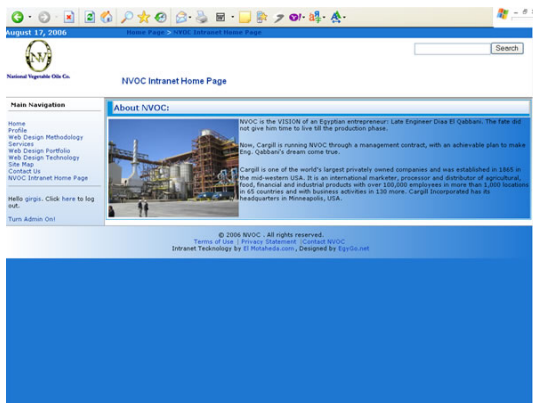 August 17, 2006
Home Page > NVOC Intranet Home Page
Search
NV
National Vegetable Oils Co.
NVOC Intranet Home Page
Main Navigation
About NVOC:
Home
Profile
Web Design Methodology
Services
Web Design Portfolio
Web Design Technology
Site Map
Contact Us
NVOC Intranet Home Page
Hello girgis. Click here to log
out.
Turn Admin On!
NVOC is the VISION of an Egyptian entrepreneur: Late Engineer Diaa El Qabbani. The fate did
not give him time to live till the production phase.
Now, Cargill is running NVOC through a management contract, with an achievable plan to make
Eng. Qabbani's dream come true.
Cargill is one of the world's largest privately owned companies and was established in 1865 in
the mid-western USA. It is an international marketer, processor and distributor of agricultural,
food, financial and industrial products with over 100,000 employees in more than 1,000 locations
in 65 countries and with business activities in 130 more. Cargill Incorporated has its
headquarters in Minneapolis, USA.
© 2006 NVOC . All rights reserved.
Terms of Use | Privacy Statement |Contact NVOC
Intranet Technology by El Motaheda.com, Designed by EgyGo.net